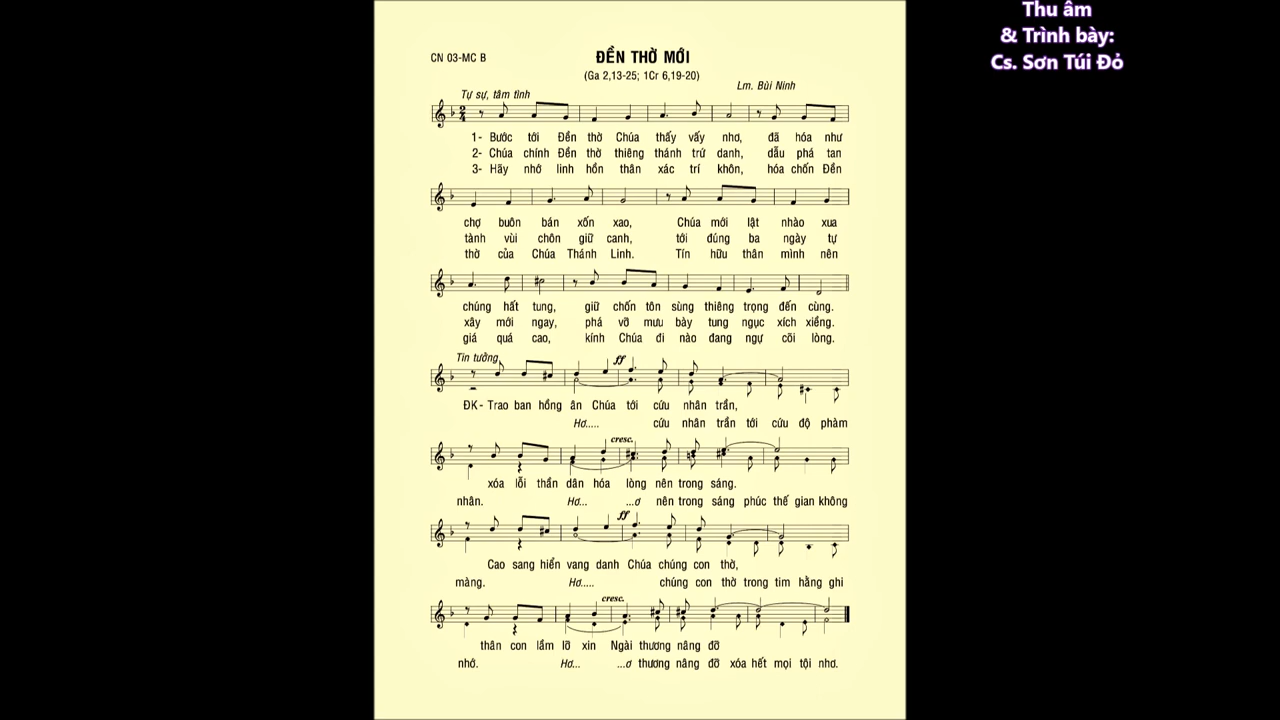 Thu âm
& Trình bày:
Cs. Sơn Túi Đỏ
CN 03-MC B
ĐỀN THỜ MỚI
(Ga 2,13-25; 1Cr 6,19-20)
Lm. Bùi Ninh
Tự sự, tâm tình
1- Bước tới Đền thờ Chúa thấy vậy nhơ, đã hóa như
2- Chúa chính Đền thờ thiêng thánh trứ danh, dẫu phá tan
3- Hãy nhớ linh hồn thân xác trí khôn, hóa chốn Đền
chợ buôn bán xốn xao, Chúa mới lật nhào xua
tành vùi chôn giữ canh, tới đúng ba ngày tự
thờ của Chúa Thánh Linh. Tín hữu thân mình nên
chúng hất tung, giữ chốn tôn sùng thiêng trọng đến cùng.
xây mới ngay, phá vỡ mưu bày tung ngục xích xiềng.
giá quá cao, kính Chúa đi nào đang ngự cõi lòng.
Tin tưởng
ff
ĐK- Trao ban hồng ân Chúa tới cứu nhân trần,
Hơ..... cứu nhân trần tới cứu độ phàm
cresc.
xóa lỗi thần dân hóa lòng nên trong sáng.
nhân. Hơ... ...ơ nên trong sáng phúc thế gian không
ff
Cao sang hiển vang danh Chúa chúng con thờ,
màng. Hơ..... chúng con thờ trong tim hằng ghi
cresc.
thân con lầm lỡ xin Ngài thương nâng đỡ
nhớ. Hơ... ...ơ thương nâng đỡ xóa hết mọi tội nhơ.